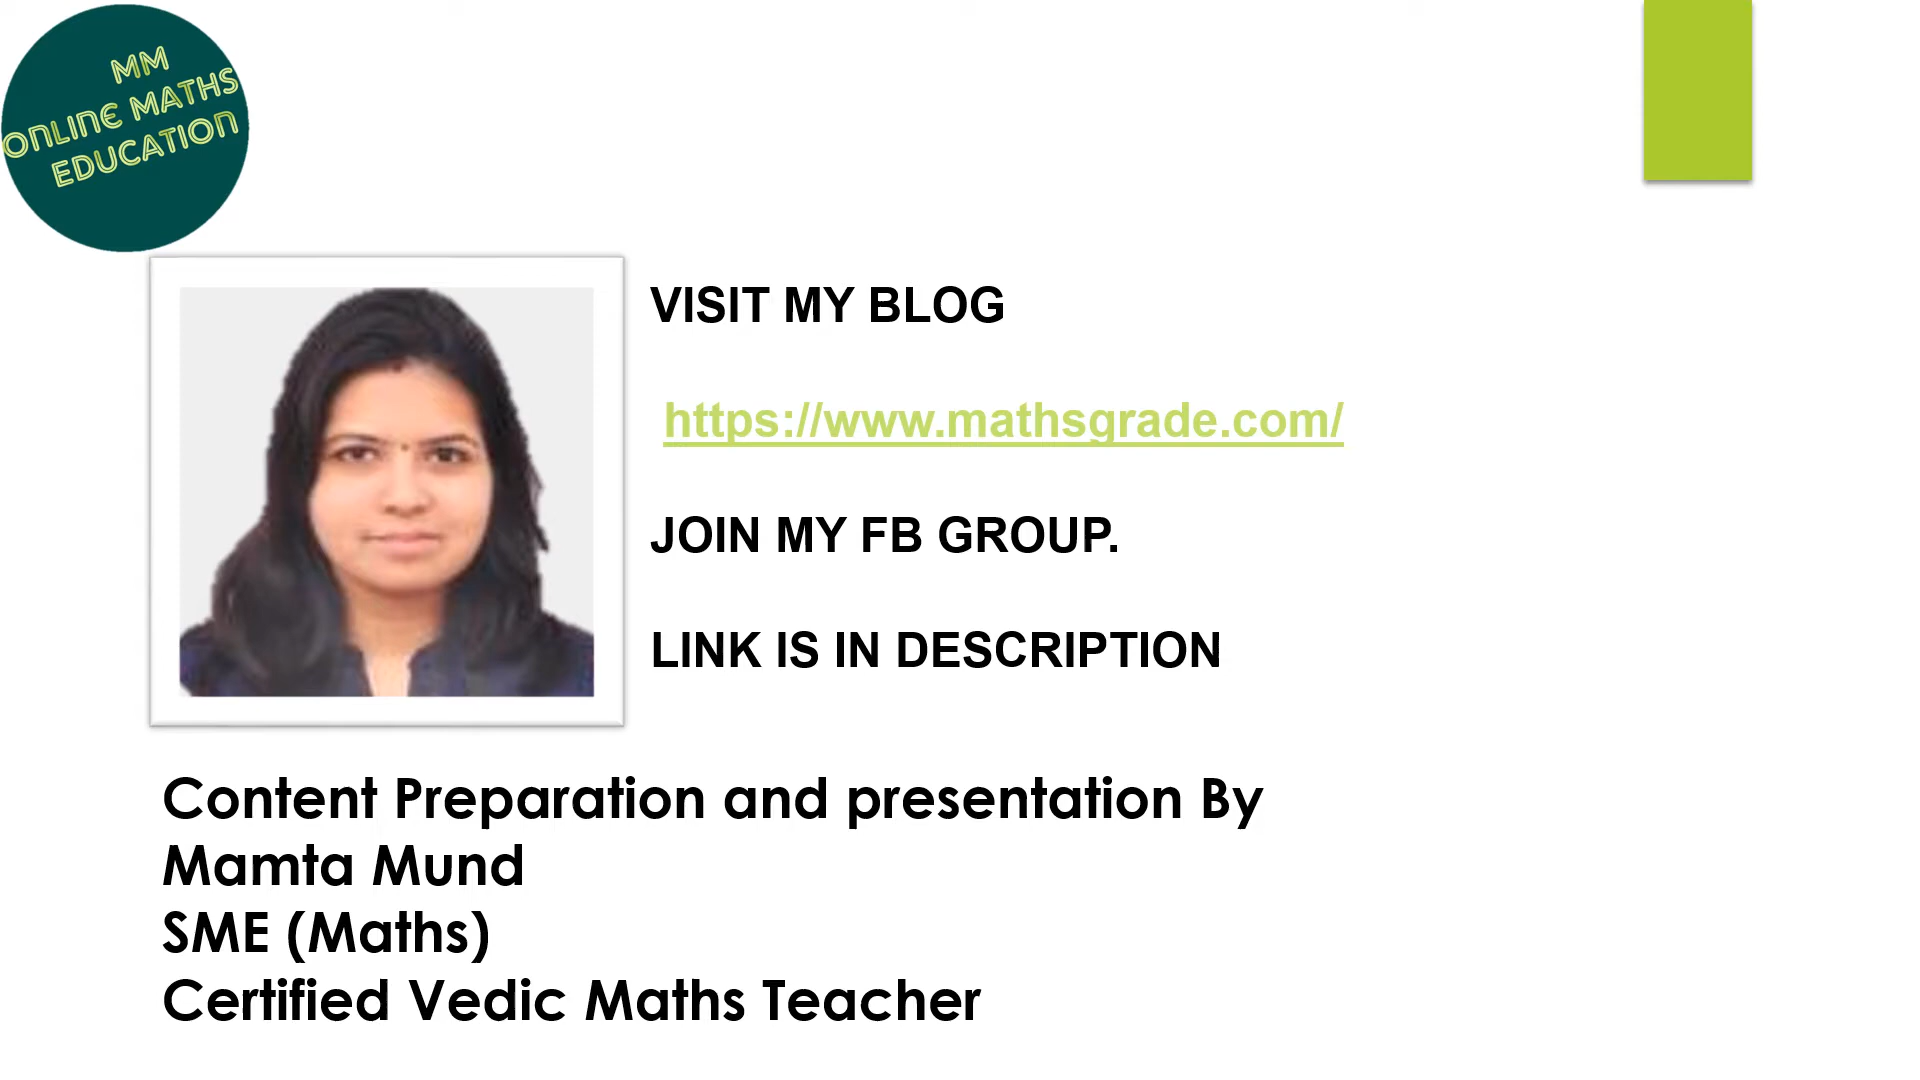 MM
ONLINE MATHS
EDUCATION
VISIT MY BLOG
https://www.mathsgrade.com/
JOIN MY FB GROUP.
LINK IS IN DESCRIPTION
Content Preparation and presentation By
Mamta Mund
SME (Maths)
Certified Vedic Maths Teacher